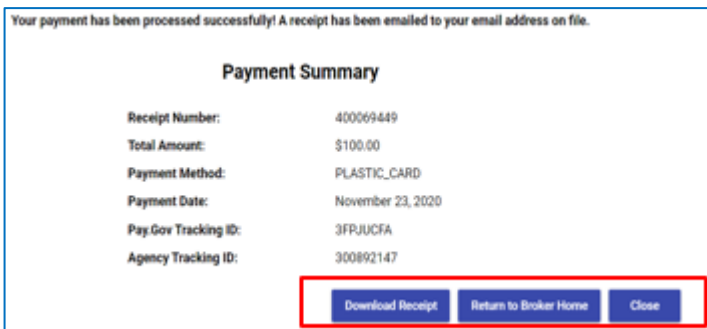 Your payment has been processed successfully! A receipt has been emailed to your email address on file.
Payment Summary
Receipt Number: 400069449
Total Amount: $100.00
Payment Method: PLASTIC_CARD
Payment Date: November 23, 2020
Pay.Gov Tracking ID: 3FPJUCFA
Agency Tracking ID: 300892147
Download Receipt Return to Broker Home Close